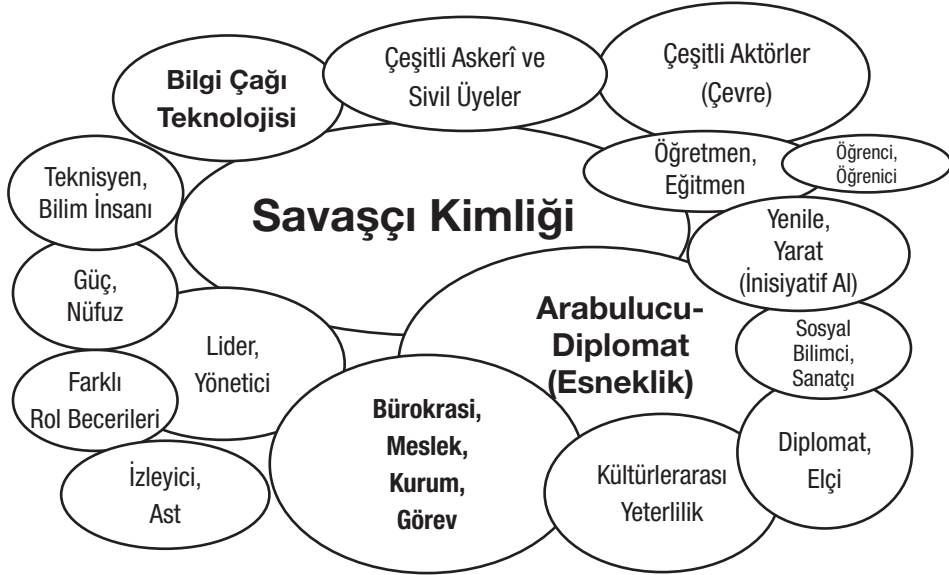 Bilgi Çağı
Teknolojisi
Çeşitli Askerî ve
Sivil Üyeler
Çeşitli Aktörler
(Çevre)
Teknisyen,
Bilim İnsanı
Savaşçı Kimliği
Öğretmen,
Eğitmen
Öğrenci,
Öğrenici
Yenile,
Yarat
(İnisiyatif Al)
Güç,
Nüfuz
Lider,
Yönetici
Arabulucu-
Diplomat
(Esneklik)
Sosyal
Bilimci,
Sanatçı
Farklı
Rol Becerileri
Bürokrasi,
Meslek,
Kurum,
Görev
Diplomat,
Elçi
İzleyici,
Ast
Kültürlerarası
Yeterlilik